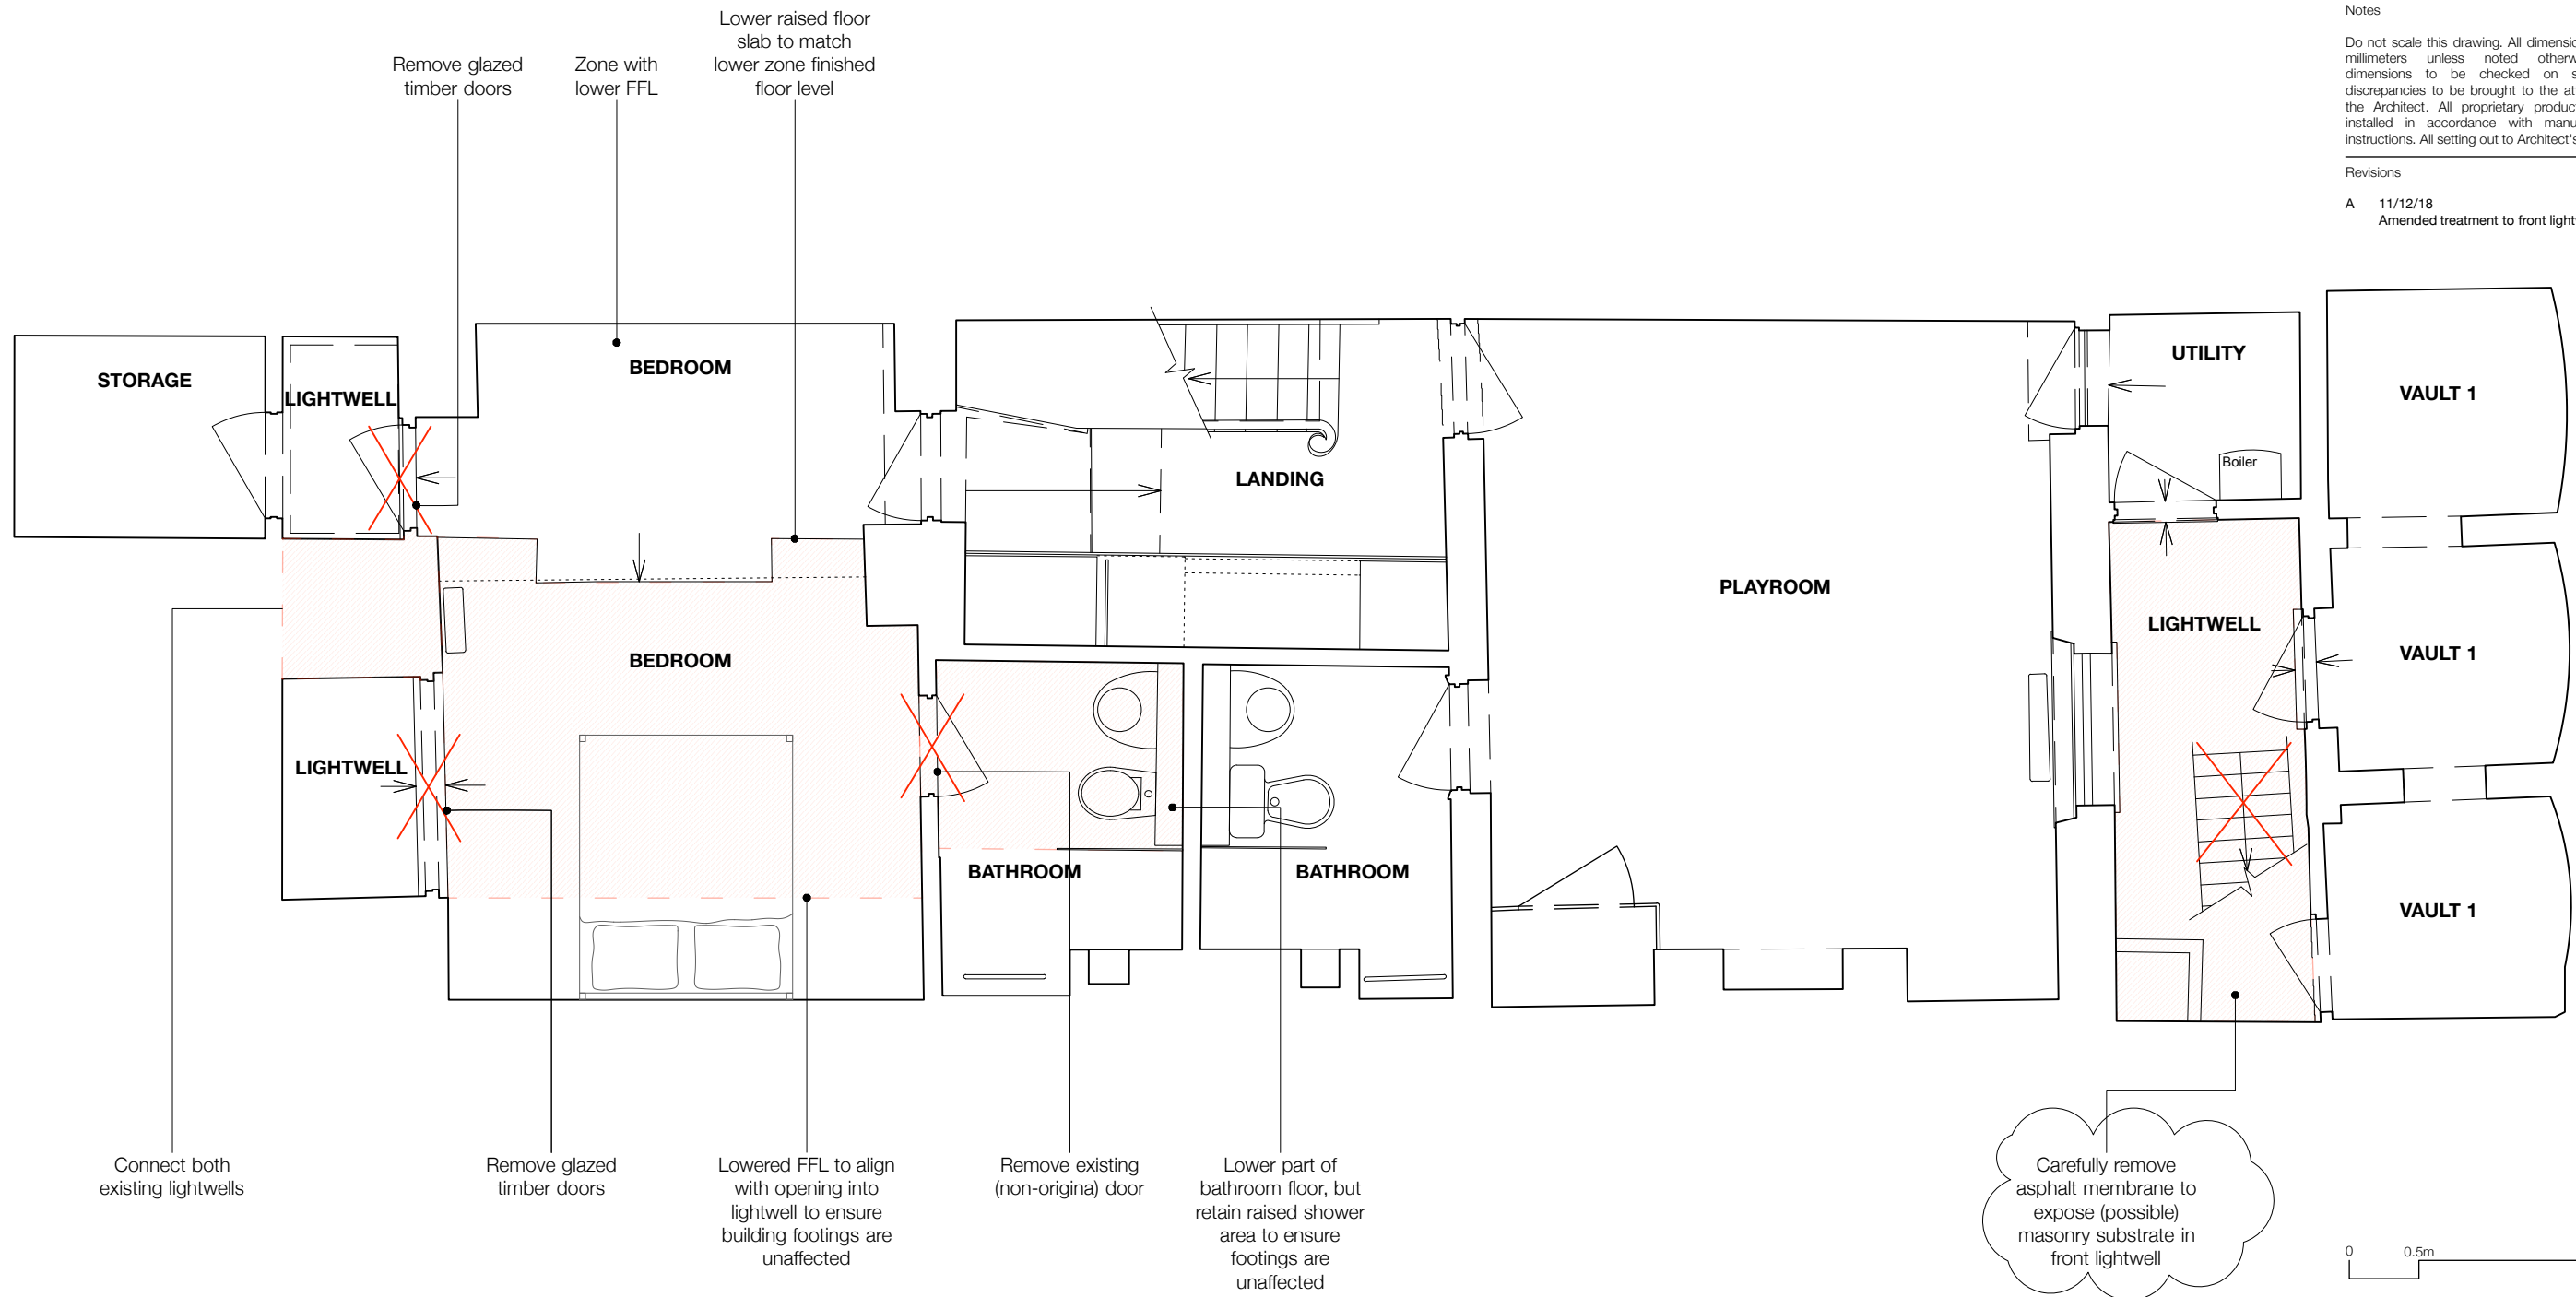 Lower raised floor
slab to match
lower zone finished
floor level
Remove glazed
timber doors
Zone with
lower FFL
Notes
Do not scale this drawing. All
millimeters unless noted
dimensions to be checked on
discrepancies to be brought to the
the Architect. All proprietary
installed in accordance with
instructions. All setting out to Architect's
Revisions
A 11/12/18
Amended treatment to front
STORAGE
LIGHTWELL
BEDROOM
LANDING
UTILITY
Boiler
VAULT 1
BEDROOM
PLAYROOM
LIGHTWELL
VAULT 1
LIGHTWELL
BATHROOM
BATHROOM
VAULT 1
Connect both
existing lightwells
Remove glazed
timber doors
Lowered FFL to align
with opening into
lightwell to ensure
building footings are
unaffected
Remove existing
(non-origina) door
Lower part of
bathroom floor, but
retain raised shower
area to ensure
footings are
unaffected
Carefully remove
asphalt membrane to
expose (possible)
masonry substrate in
front lightwell
0 0.5m